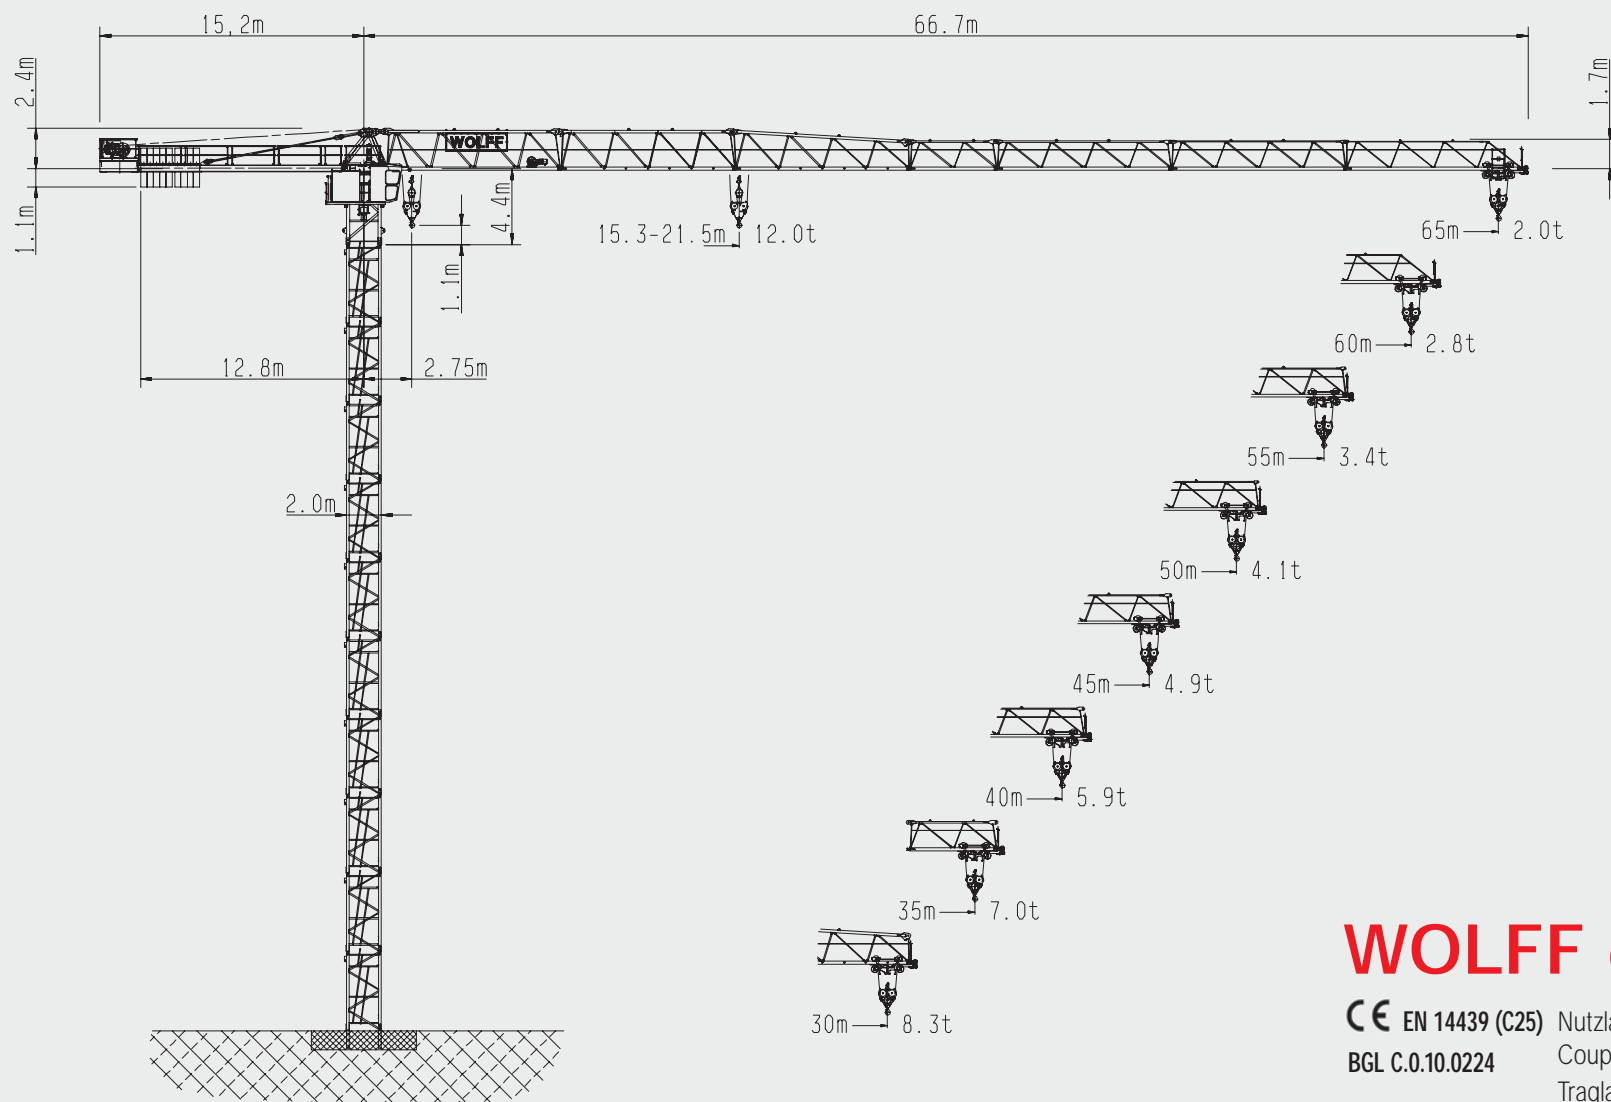 15,2m
66.7m
2.4m
1.7m
WOLFF
1.1m
4.4m
15.3-21.5m 12.0t
65m 2.0t
1.1m
60m 2.8t
12.8m
2.75m
55m 3.4t
2.0m
50m 4.1t
45m 4.9t
40m 5.9t
35m 7.0t
WOLFF
30m 8.3t
CE EN 14439 (C25)
BGL C.0.10.0224